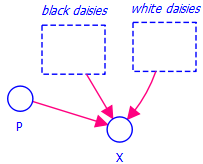 black daisies
white daisies
P
X